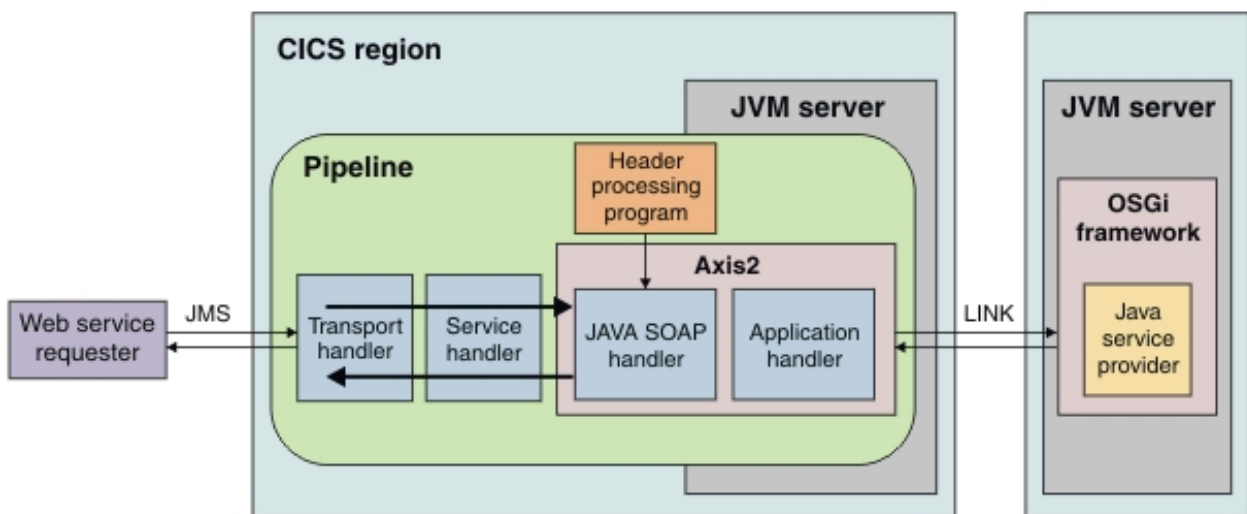 CICS region
JVM server
JVM server
Pipeline
Header
processing
program
OSGi
framework
Axis2
Web service
requester
JMS
Transport
handler
Service
handler
JAVA SOAP
handler
Application
handler
LINK
Java
service
provider